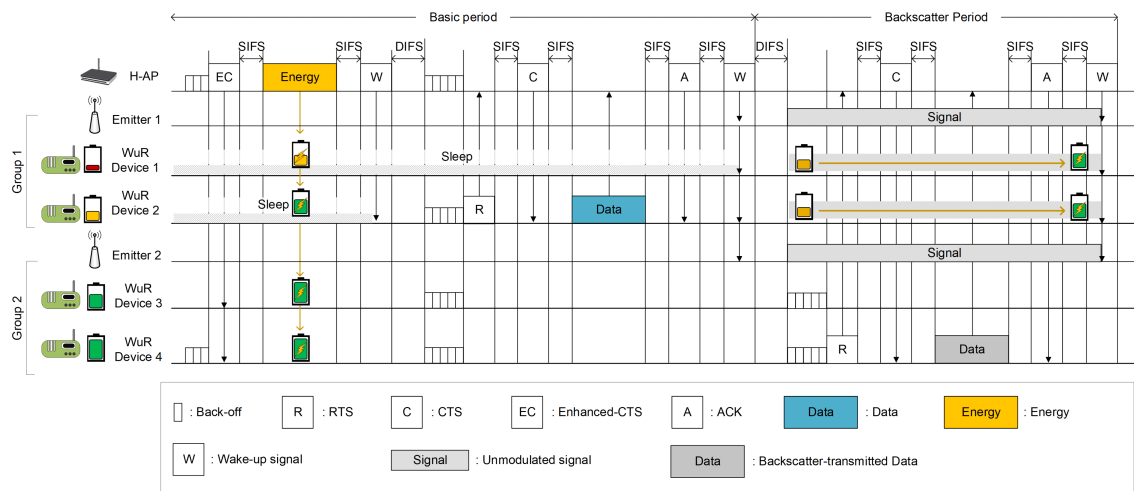 Basic period
Backscatter Period
SIFS SIFS DIFS SIFS SIFS SIFS SIFS DIFS SIFS SIFS SIFS SIFS
H-AP EC Energy W C A W C A W
Emitter 1 Signal
Group 1
WuR
Device 1
Sleep
WuR
Device 2
Sleep R Data
Emitter 2 Signal
Group 2
WuR
Device 3
WuR
Device 4
R Data
: Back-off R : RTS C : CTS EC : Enhanced-CTS A : ACK Data : Data Energy : Energy
W : Wake-up signal Signal : Unmodulated signal Data : Backscatter-transmitted Data